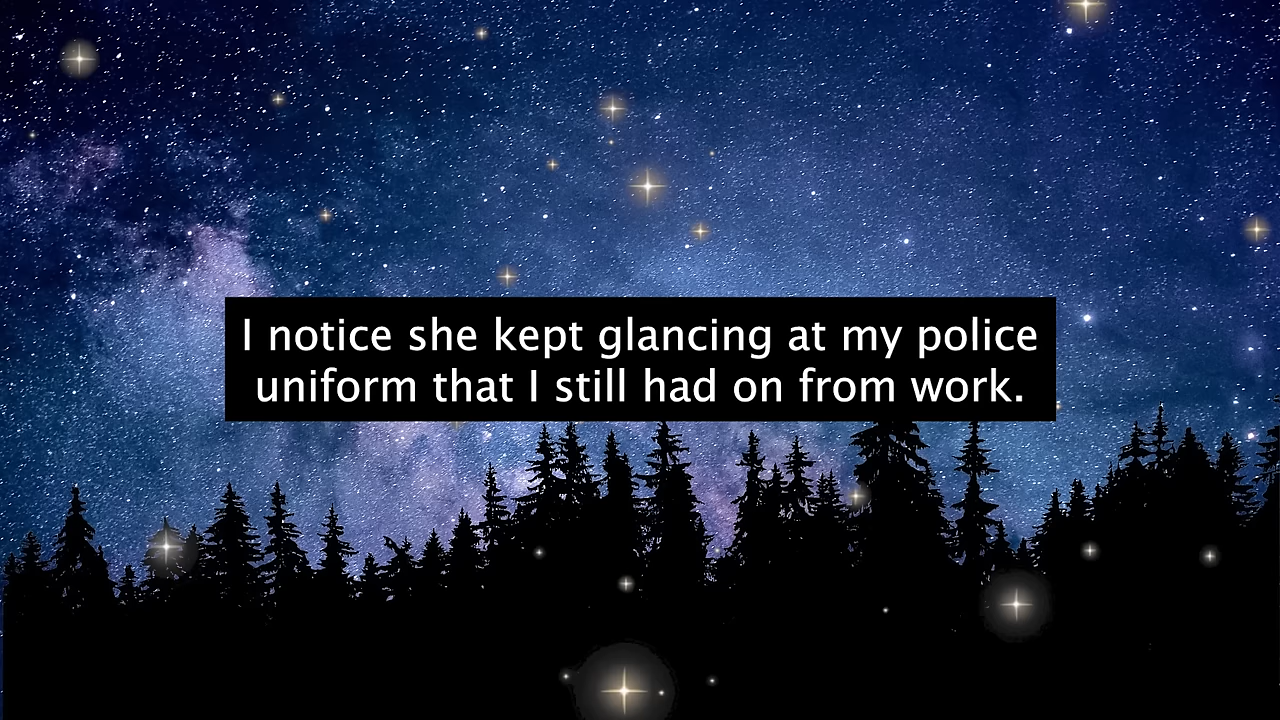 I notice she kept glancing at my police
uniform that I still had on from work.